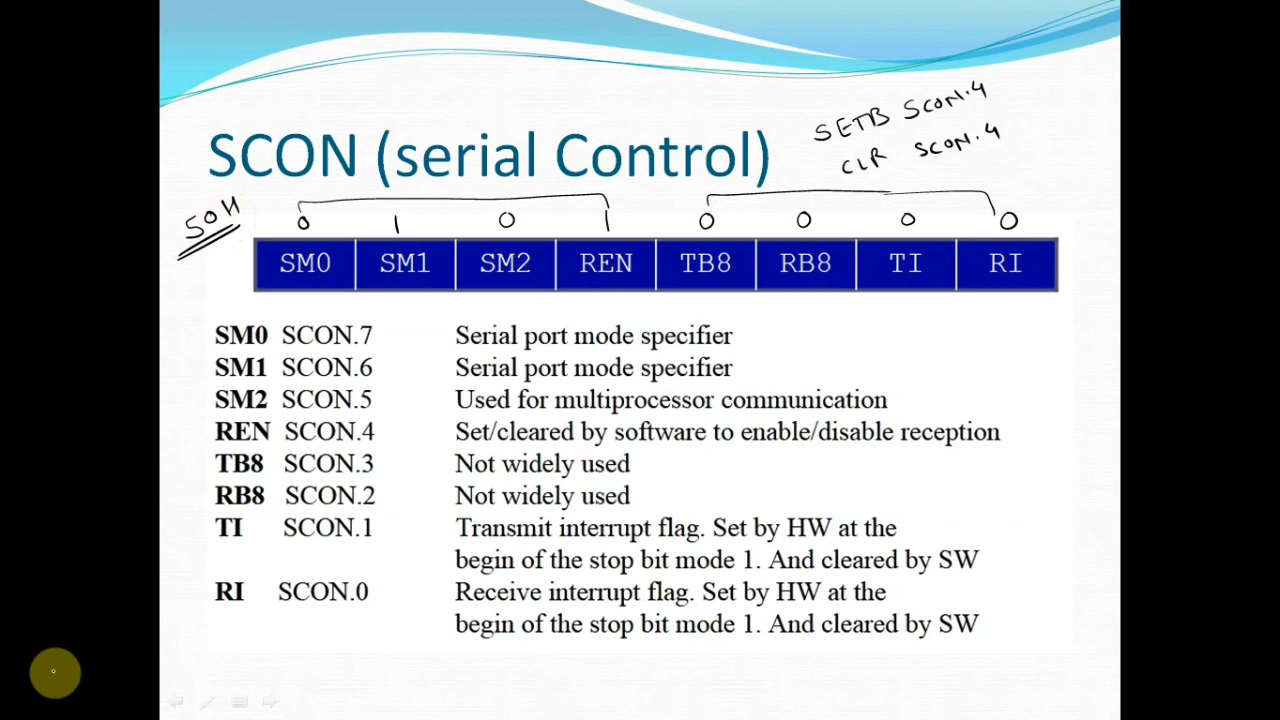 SETB SCON.4
SCON (serial Control)
CLR SCON.4
50H
0 1 0 1 0 0 0 0
SM0 SM1 SM2 REN TB8 RB8 TI RI
SM0 SCON.7 Serial port mode specifier
SM1 SCON.6 Serial port mode specifier
SM2 SCON.5 Used for multiprocessor communication
REN SCON.4 Set/cleared by software to enable/disable reception
TB8 SCON.3 Not widely used
RB8 SCON.2 Not widely used
TI SCON.1 Transmit interrupt flag. Set by HW at the
begin of the stop bit mode 1. And cleared by SW
RI SCON.0 Receive interrupt flag. Set by HW at the
begin of the stop bit mode 1. And cleared by SW